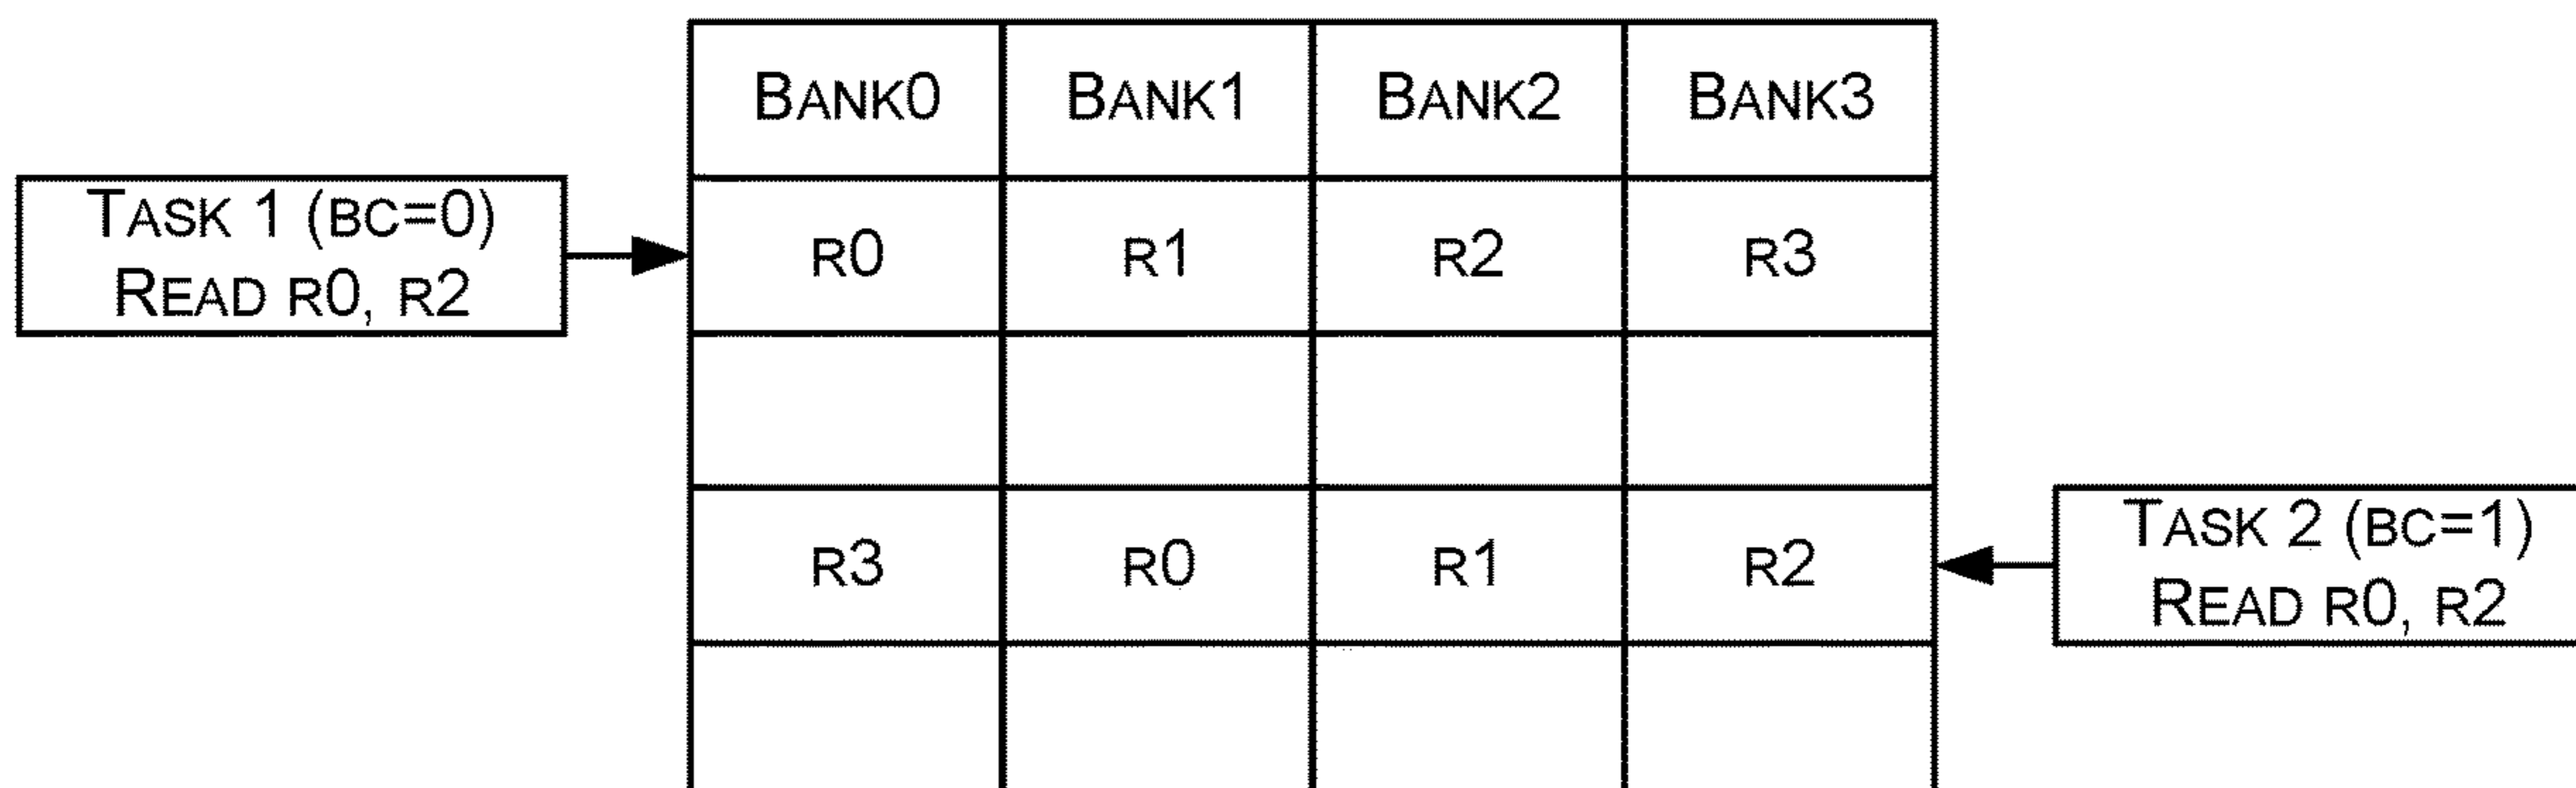 BANK0 BANK1 BANK2 BANK3
TASK 1 (BC=0)
READ R0, R2
R0 R1 R2 R3
R3 R0 R1 R2
TASK 2 (BC=1)
READ R0, R2